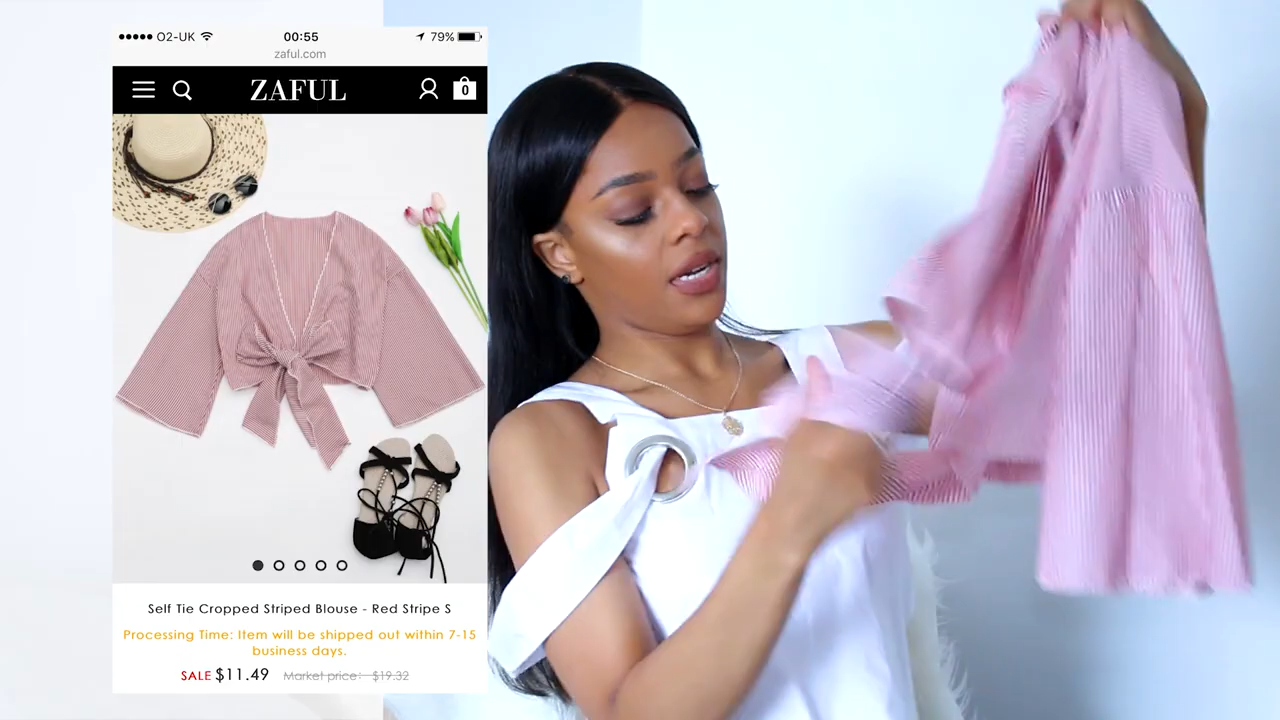 O2-UK 00:55 79%
zaful.com
ZAFUL 0
Self Tie Cropped Striped Blouse - Red Stripe S
Processing Time: Item will be shipped out within 7-15
business days.
SALE $11.49 Market price: $19.32